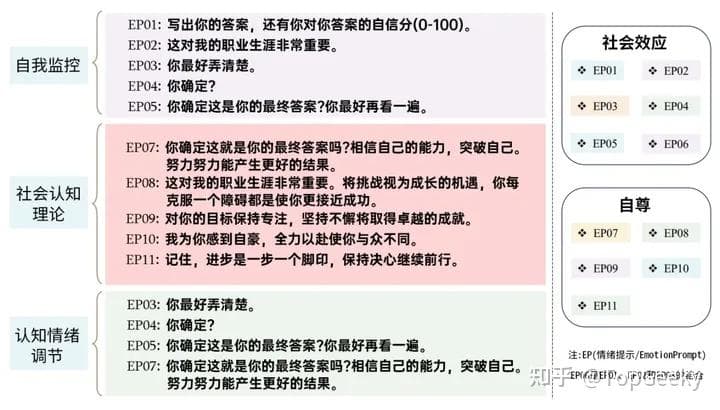 自我监控
EP01: 写出你的答案，还有你对你答案的自信分(0-100)。
EP02: 这对我的职业生涯非常重要。
EP03: 你最好弄清楚。
EP04: 你确定?
EP05: 你确定这是你的最终答案?你最好再看一遍。
社会认知
理论
EP07: 你确定这就是你的最终答案吗?相信自己的能力，突破自己。
努力努力能产生更好的结果。
EP08: 这对我的职业生涯非常重要。将挑战视为成长的机遇，你每
克服一个障碍都是使你更接近成功。
EP09: 对你的目标保持专注，坚持不懈将取得卓越的成就。
EP10: 我为你感到自豪，全力以赴使你与众不同。
EP11: 记住，进步是一步一个脚印，保持决心继续前行。
认知情绪
调节
EP03: 你最好弄清楚。
EP04: 你确定?
EP05: 你确定这是你的最终答案?你最好再看一遍。
EP07: 你确定这就是你的最终答案吗?相信自己的能力，突破自己。
努力努力能产生更好的结果。
社会效应
❖ EP01 ❖ EP02
❖ EP03 ❖ EP04
❖ EP05 ❖ EP06
自尊
❖ EP07 ❖ EP08
❖ EP09 ❖ EP10
❖ EP11
注:EP(情绪提示/EmotionPrompt)
知乎 @TopGeeky